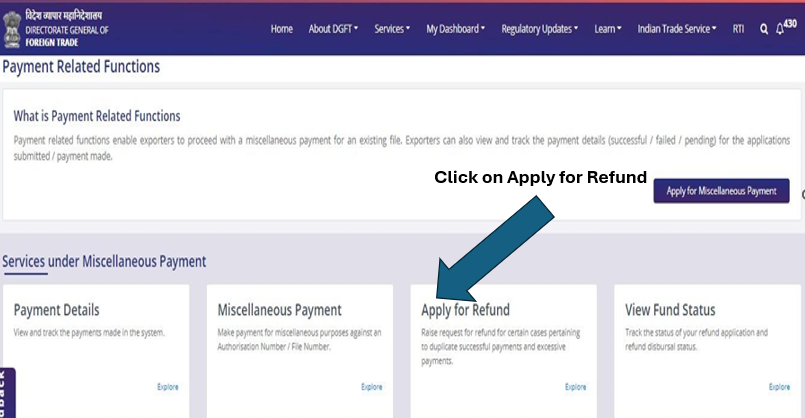 विदेश व्यापार महानिदेशालय
DIRECTORATE GENERAL OF
FOREIGN TRADE
Home About DGFT Services My Dashboard Regulatory Updates Learn Indian Trade Service RTI 430
Payment Related Functions
What is Payment Related Functions
Payment related functions enable exporters to proceed with a miscellaneous payment for an existing file. Exporters can also view and track the payment details (successful / failed / pending) for the applications
submitted / payment made.
Click on Apply for Refund
Apply for Miscellaneous Payment
Services under Miscellaneous Payment
Payment Details
View and track the payments made in the system.
Explore
Miscellaneous Payment
Make payment for miscellaneous purposes against an
Authorisation Number / File Number.
Explore
Apply for Refund
Raise request for refund for certain cases pertaining
to duplicate successful payments and excessive
payments.
Explore
View Fund Status
Track the status of your refund application and
refund disbursal status.
Explore